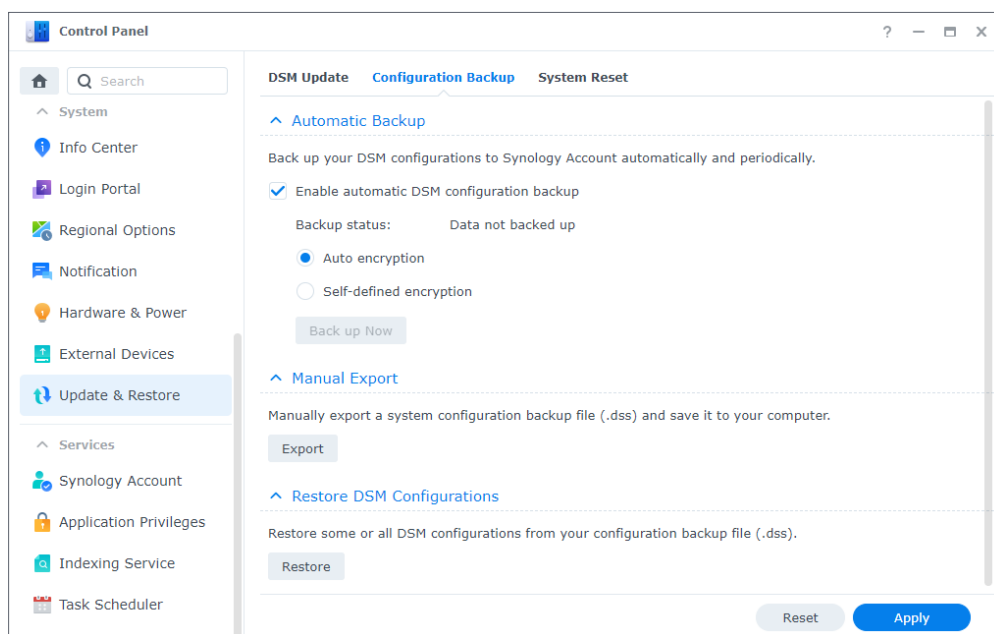 Control Panel
?
Search
System
Info Center
Login Portal
Regional Options
Notification
Hardware & Power
External Devices
Update & Restore
Services
Synology Account
Application Privileges
Indexing Service
Task Scheduler
DSM Update Configuration Backup System Reset
Automatic Backup
Back up your DSM configurations to Synology Account automatically and periodically.
Enable automatic DSM configuration backup
Backup status: Data not backed up
Auto encryption
Self-defined encryption
Back up Now
Manual Export
Manually export a system configuration backup file (.dss) and save it to your computer.
Export
Restore DSM Configurations
Restore some or all DSM configurations from your configuration backup file (.dss).
Restore
Reset Apply